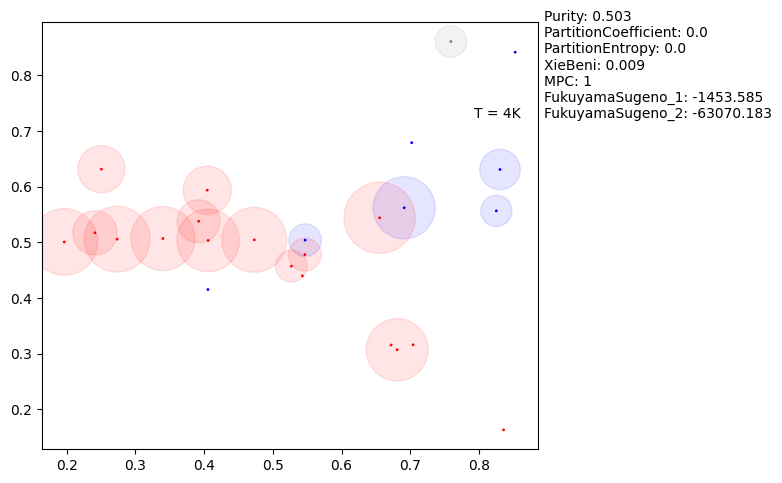 Purity: 0.503
PartitionCoefficient: 0.0
PartitionEntropy: 0.0
XieBeni: 0.009
MPC: 1
FukuyamaSugeno_1: -1453.585
FukuyamaSugeno_2: -63070.183
T = 4K
0.8
0.7
0.6
0.5
0.4
0.3
0.2
0.2 0.3 0.4 0.5 0.6 0.7 0.8